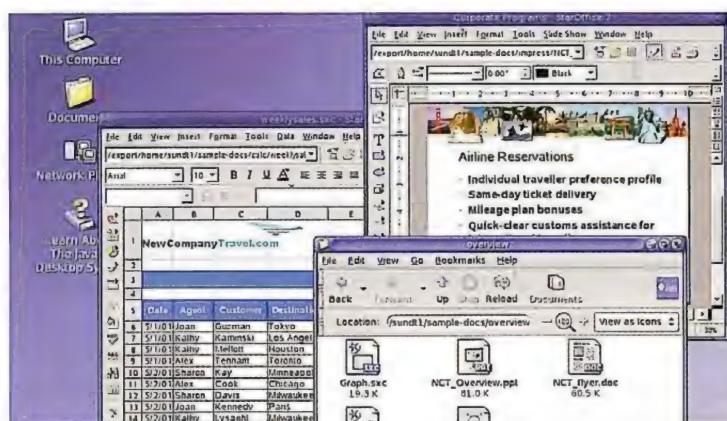 This Computer
Docume
Network P
Learn Ab
The Java
Desktop Sy
Corporate Programs - StarOffice 7
File Edit View Insert Format Tools Slide Show Window Help
/export/home/sundt1/sample-docs/impress/NCT_
0.00"
Black
Airline Reservations
- Individual traveller preference profile
Same-day ticket delivery
- Mileage plan bonuses
- Quick-clear customs assistance for
weeklysales.sxc - Star
File Edit View Insert Format Tools Data Window Help
/export/home/sundt1/sample-docs/calc/weeklysal
Arial 10 B I U A
A B C D E
1 NewCompanyTravel.com
2
3
4
5 Date Agent Customer Destinati
6 5/1/01 Joan Guzman Tokyo
7 5/1/01 Kathy Kaminski Los Angel
8 5/1/01 Kathy Mellott Houston
9 5/1/01 Alex Tennant Toronto
10 5/2/01 Sharon Kay Minneapol
11 5/2/01 Alex Cook Chicago
12 5/2/01 Sharon Davis Milwaukee
13 5/2/01 Joan Kennedy Paris
14 5/2/01 Kathy Lysaght Milwaukee
overview
File Edit View Go Bookmarks Help
Back Forward Up Stop Reload Documents
Location: /sundt1/sample-docs/overview 100 View as Icons
Graph.sxc
19.3 K
NCT_Overview.ppt
81.0 K
NCT_flyer.doc
60.5 K